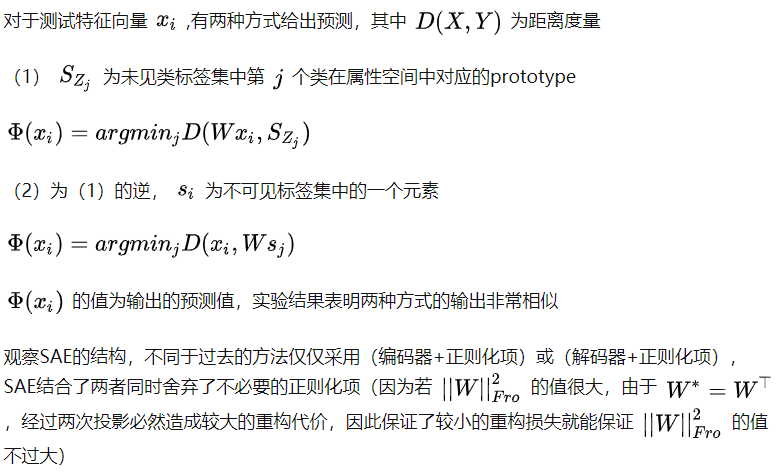 对于测试特征向量 $x_i$ ,有两种方式给出预测，其中 $D(X,Y)$ 为距离度量
（1） $S_{Z_j}$ 为未见类标签集中第 $j$ 个类在属性空间中对应的prototype
$\Phi(x_i) = argmin_j D(Wx_i, S_{Z_j})$
（2）为（1）的逆， $s_i$ 为不可见标签集中的一个元素
$\Phi(x_i) = argmin_j D(x_i, Ws_j)$
$\Phi(x_i)$ 的值为输出的预测值，实验结果表明两种方式的输出非常相似
观察SAE的结构，不同于过去的方法仅仅采用（编码器+正则化项）或（解码器+正则化项），
SAE结合了两者同时舍弃了不必要的正则化项（因为若 $||W||^2_{Fro}$ 的值很大，由于 $W^* = W^\top$
，经过两次投影必然造成较大的重构代价，因此保证了较小的重构损失就能保证 $||W||^2_{Fro}$ 的值
不过大）